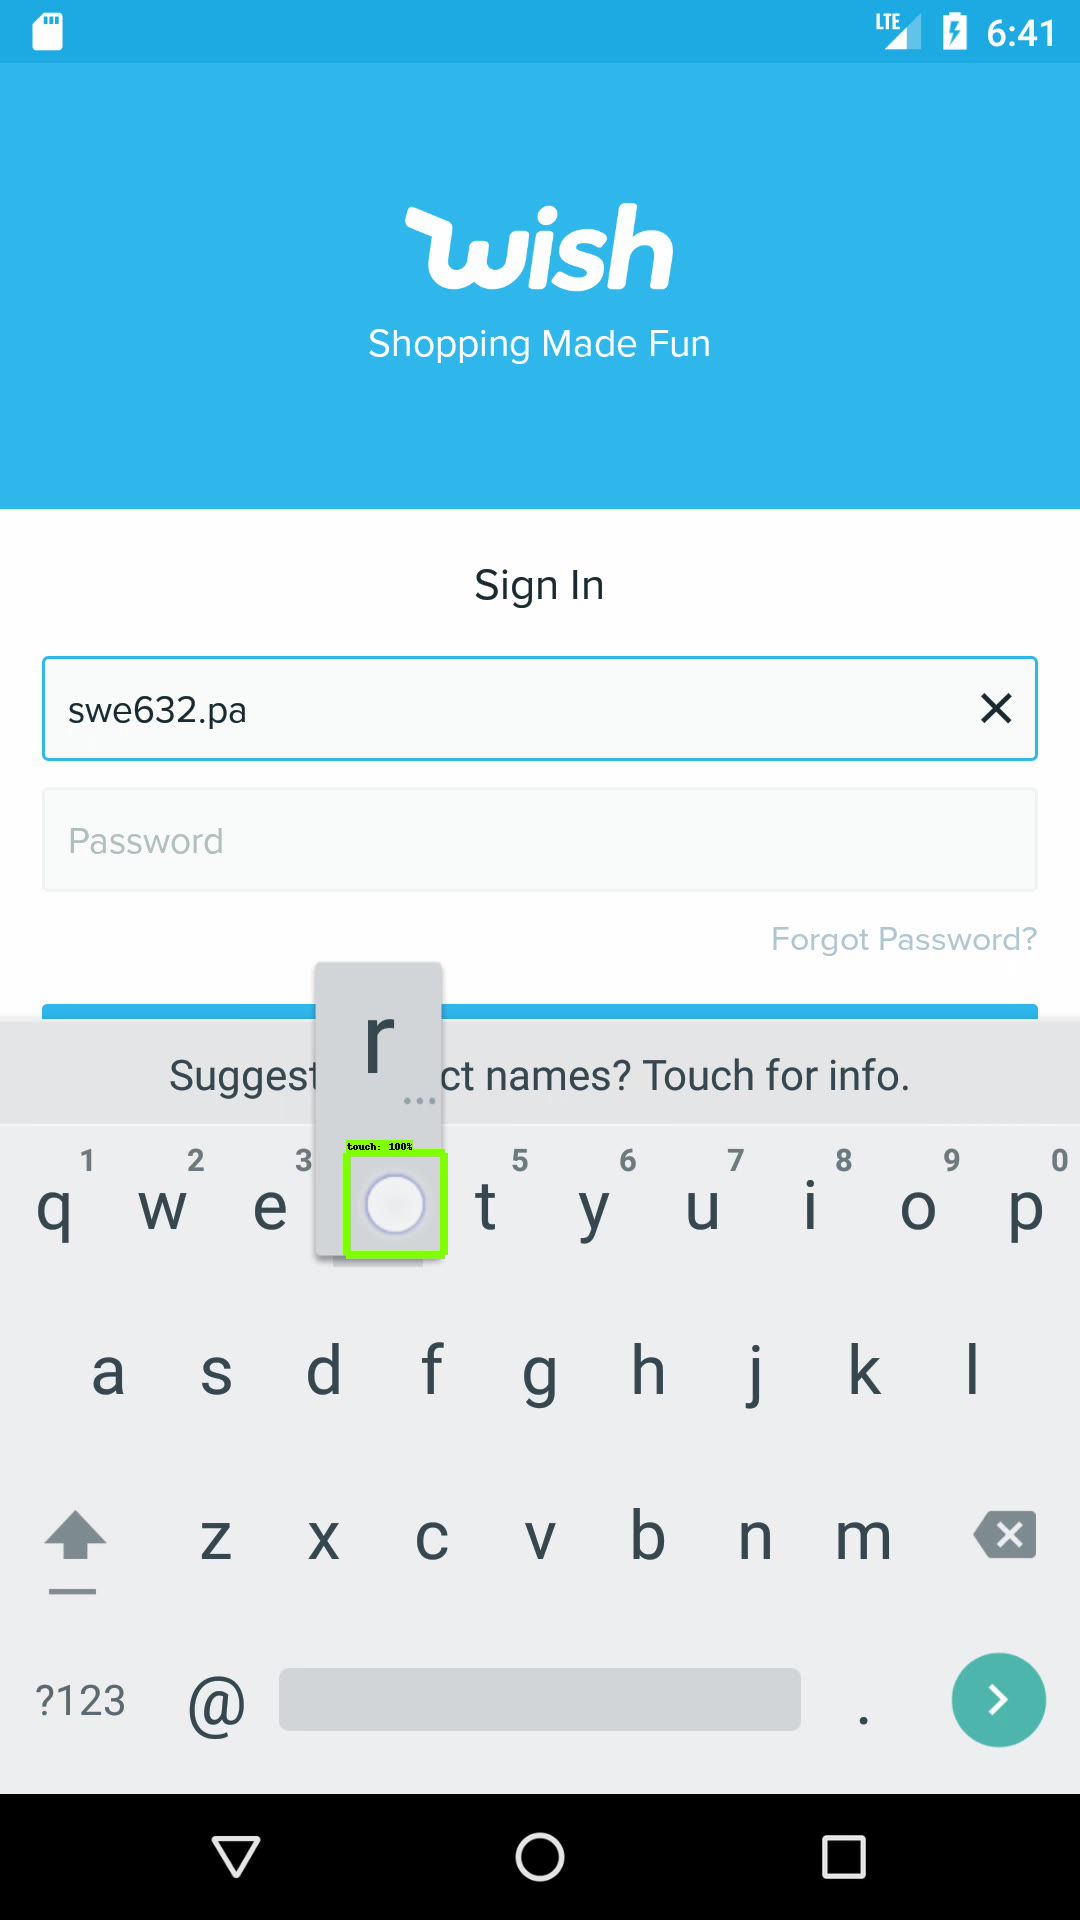 LTE 6:41
wish
Shopping Made Fun
Sign In
swe632.pa
Password
Forgot Password?
r
Suggest ct names? Touch for info.
...
touch: 100%
1 2 3 5 6 7 8 9 0
q w e t y u i o p
a s d f g h j k l
z x c v b n m
?123 @ .